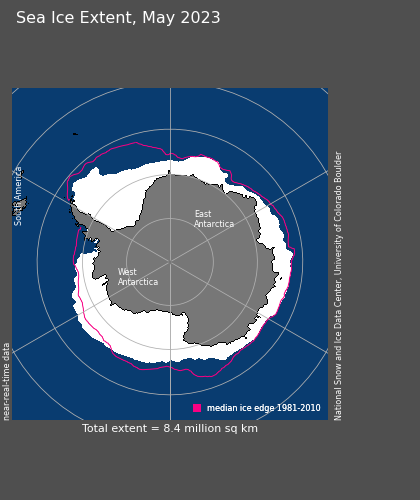 Sea Ice Extent, May 2023
South America
East
Antarctica
West
Antarctica
near-real-time data
National Snow and Ice Data Center, University of Colorado Boulder
median ice edge 1981-2010
Total extent = 8.4 million sq km